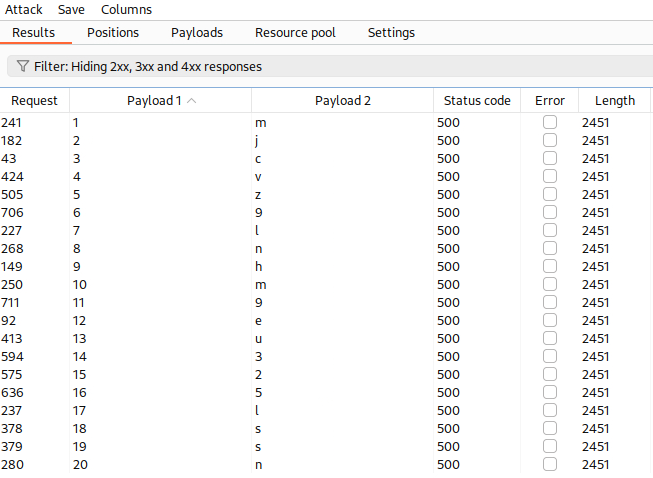 Attack Save Columns
Results Positions Payloads Resource pool Settings
Filter: Hiding 2xx, 3xx and 4xx responses
Request Payload 1 Payload 2 Status code Error Length
241 1 m 500 2451
182 2 j 500 2451
43 3 c 500 2451
424 4 v 500 2451
505 5 z 500 2451
706 6 9 500 2451
227 7 l 500 2451
268 8 n 500 2451
149 9 h 500 2451
250 10 m 500 2451
711 11 9 500 2451
92 12 e 500 2451
413 13 u 500 2451
594 14 3 500 2451
575 15 2 500 2451
636 16 5 500 2451
237 17 l 500 2451
378 18 s 500 2451
379 19 s 500 2451
280 20 n 500 2451